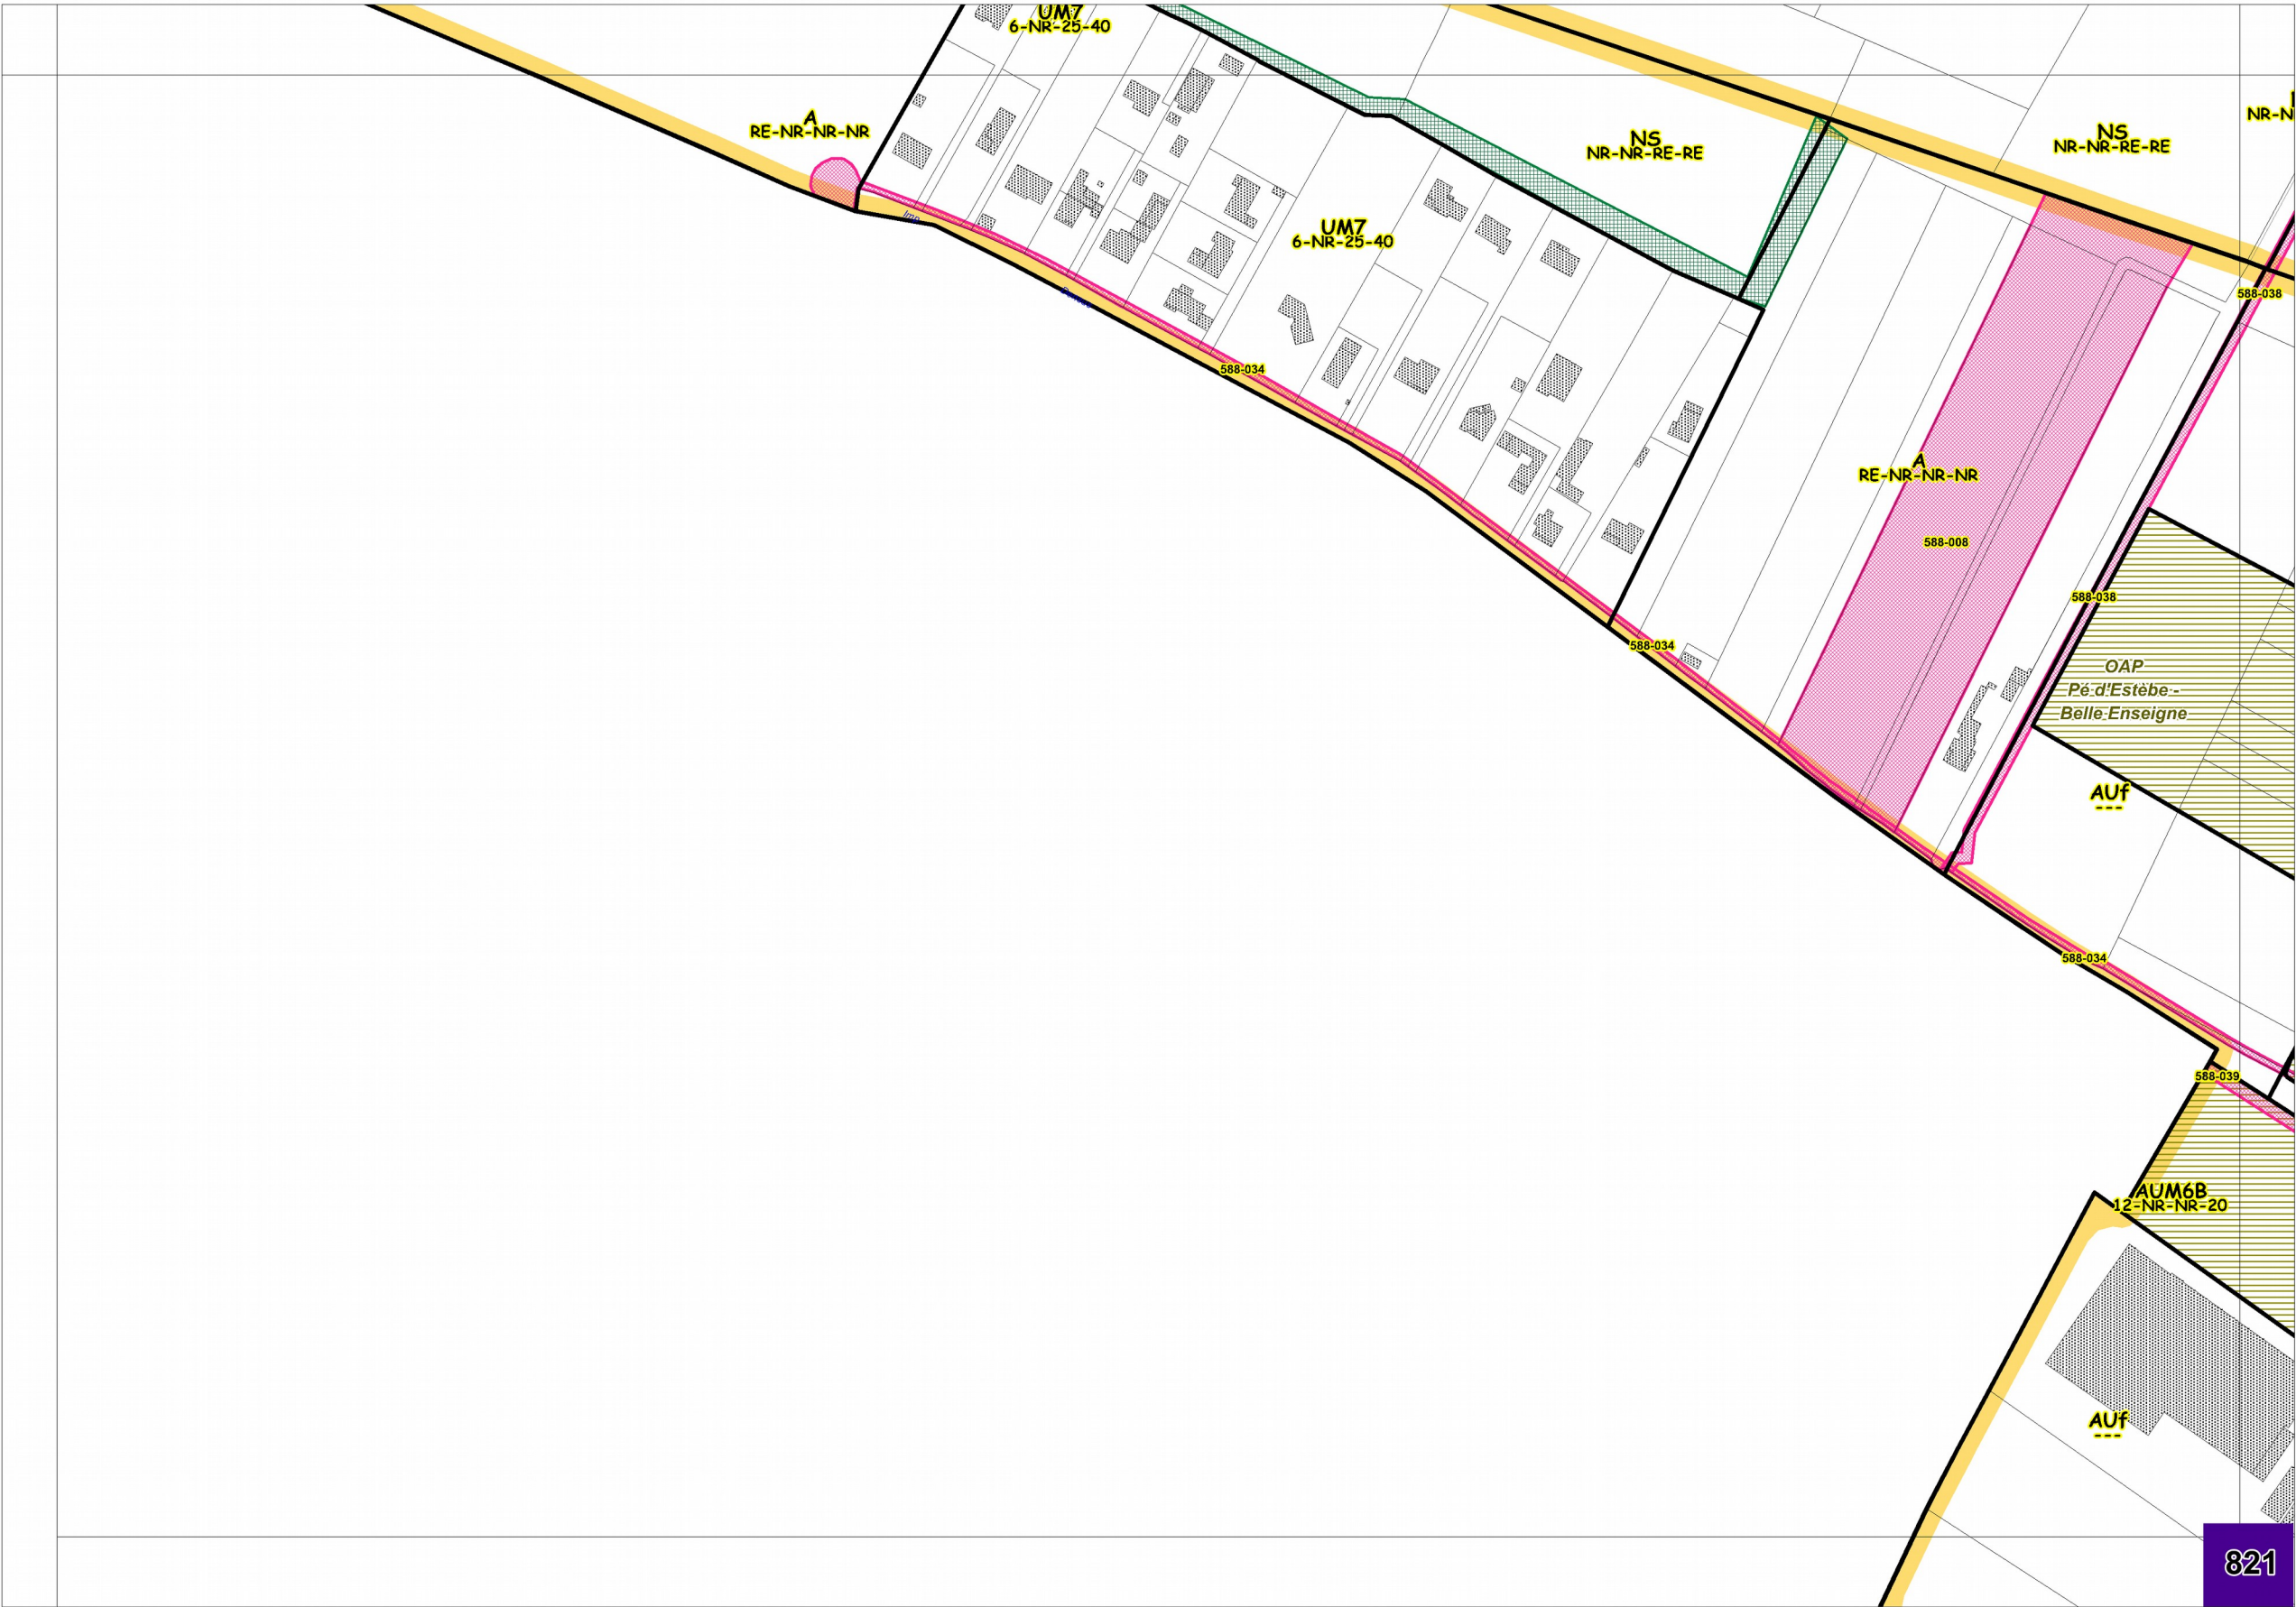 UM7
6-NR-25-40
A
RE-NR-NR-NR
NS
NR-NR-RE-RE
NS
NR-NR-RE-RE
UM7
6-NR-25-40
588-038
588-034
A
RE-NR-NR-NR
588-008
588-038
588-034
OAP
Pé d'Estèbe -
Belle Enseigne
AUf
---
588-034
588-039
AUM6B
12-NR-NR-20
AUf
---
821